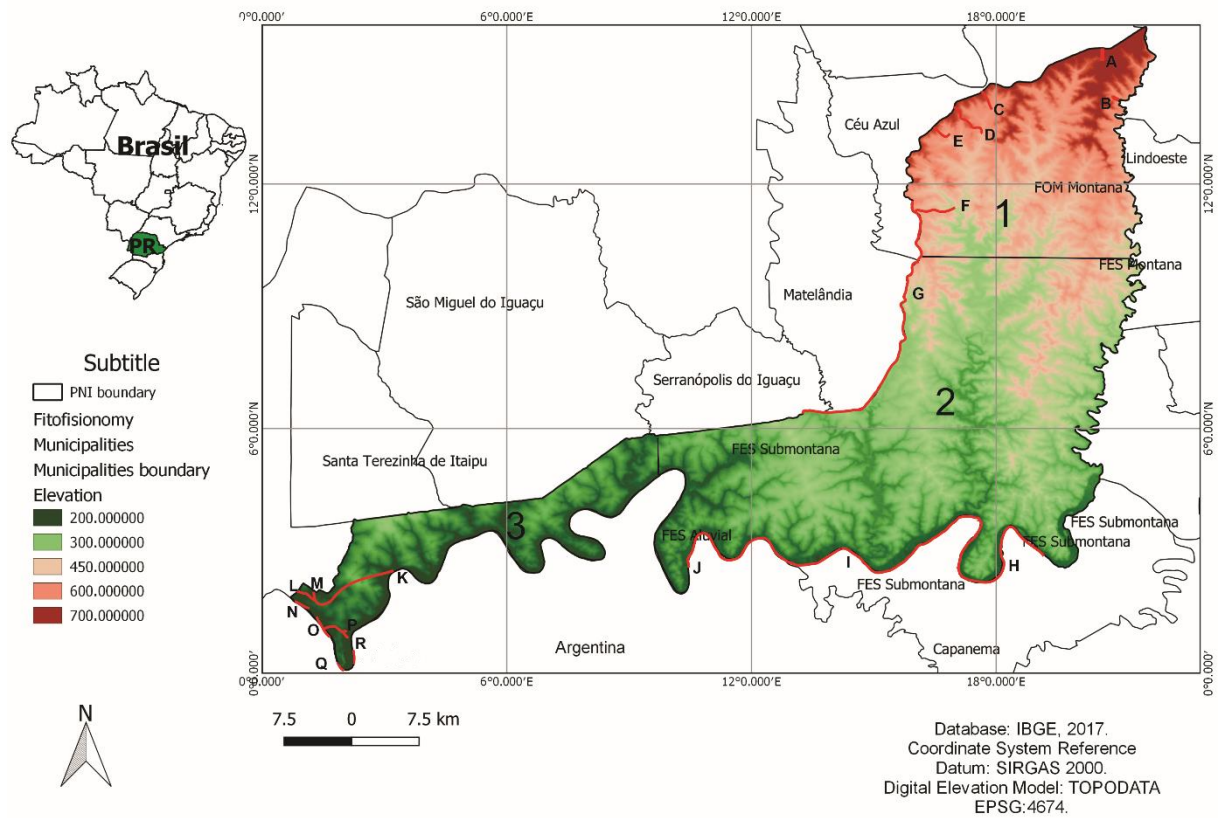 0°0.000'
6°0.000'E
12°0.000'E
18°0.000'E
12°0.000'N
6°0.000'N
0°0.000'
Brasil
PR
Subtitle
PNI boundary
Fitofisionomy
Municipalities
Municipalities boundary
Elevation
200.000000
300.000000
450.000000
600.000000
700.000000
N
Céu Azul
Lindoeste
FOM Montana
FES Montana
São Miguel do Iguaçu
Matelândia
Serranópolis do Iguaçu
Santa Terezinha de Itaipu
FES Submontana
FES Aluvial
FES Submontana
FES Submontana
FES Submontana
Argentina
Capanema
1
2
3
A
B
C
D
E
F
G
H
I
J
K
L
M
N
O
P
Q
R
12°0.000'N
6°0.000'N
0°0.000'
0°0.000'
6°0.000'E
12°0.000'E
18°0.000'E
7.5 0 7.5 km
Database: IBGE, 2017.
Coordinate System Reference
Datum: SIRGAS 2000.
Digital Elevation Model: TOPODATA
EPSG:4674.